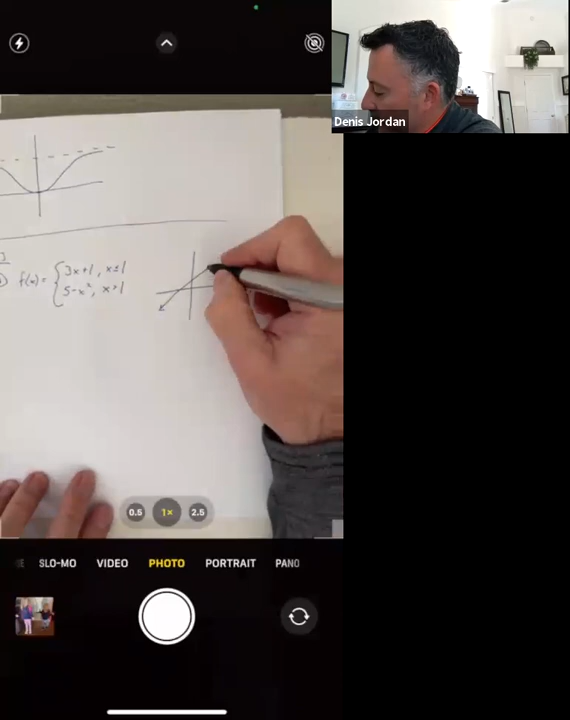 Denis Jordan
3
f(x) = { 3x+1, x≤1
5-x², x>1
0.5 1× 2.5
SLO-MO VIDEO PHOTO PORTRAIT PANO